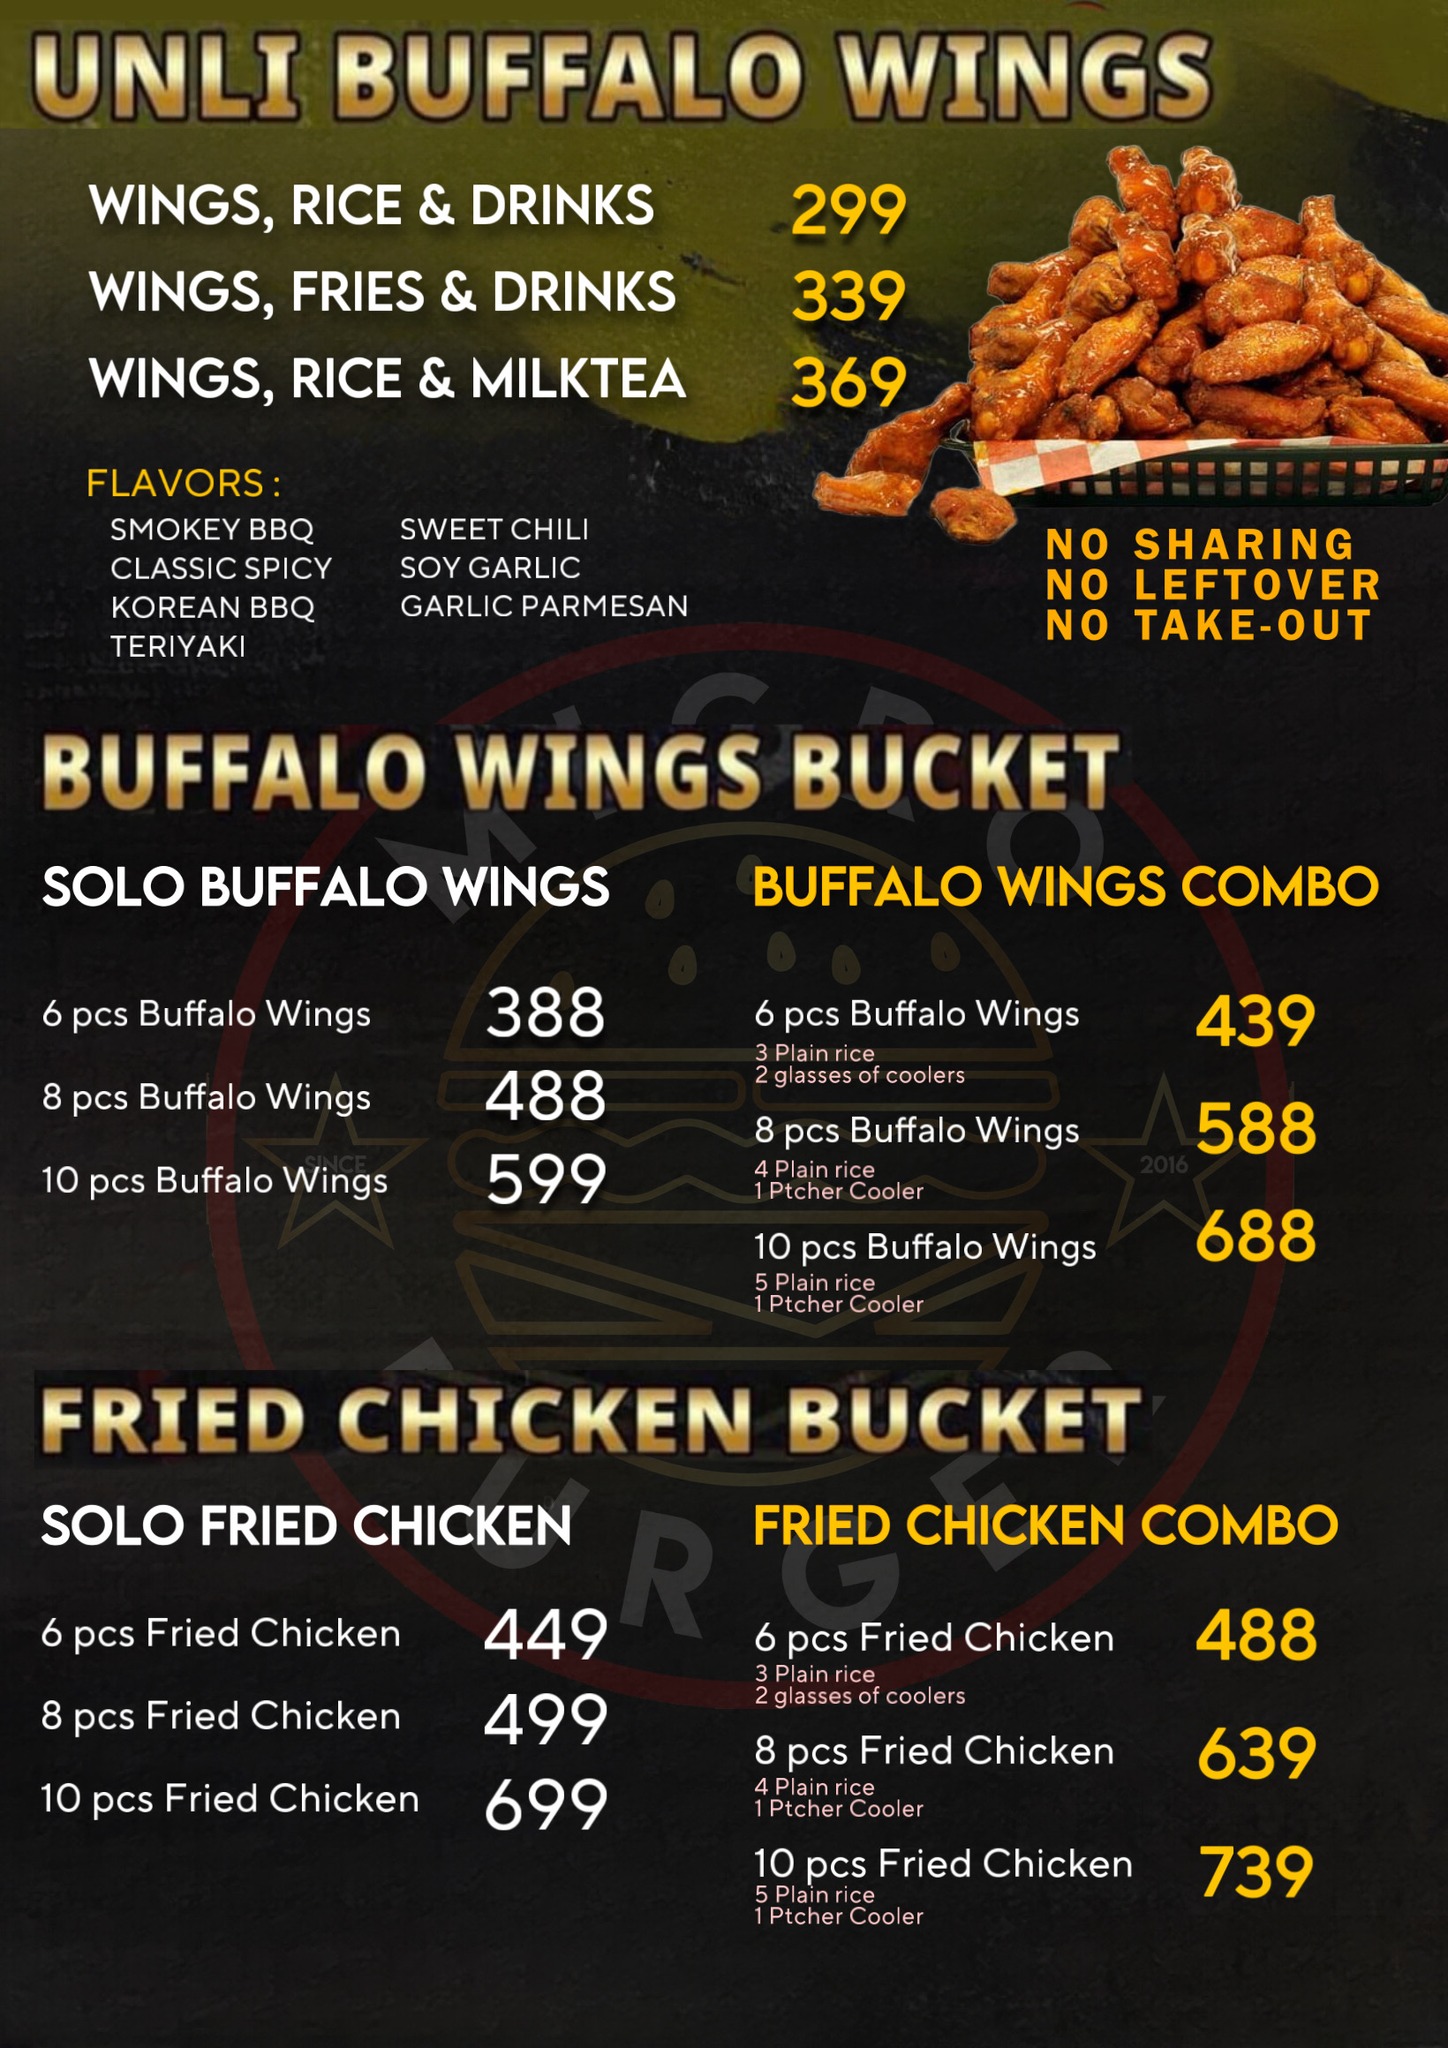 UNLI BUFFALO WINGS
WINGS, RICE & DRINKS 299
WINGS, FRIES & DRINKS 339
WINGS, RICE & MILKTEA 369
FLAVORS :
SMOKEY BBQ
CLASSIC SPICY
KOREAN BBQ
TERIYAKI
SWEET CHILI
SOY GARLIC
GARLIC PARMESAN
NO SHARING
NO LEFTOVER
NO TAKE-OUT
BUFFALO WINGS BUCKET
SOLO BUFFALO WINGS
6 pcs Buffalo Wings 388
8 pcs Buffalo Wings 488
10 pcs Buffalo Wings 599
BUFFALO WINGS COMBO
6 pcs Buffalo Wings 439
3 Plain rice
2 glasses of coolers
8 pcs Buffalo Wings 588
4 Plain rice
1 Ptcher Cooler
10 pcs Buffalo Wings 688
5 Plain rice
1 Ptcher Cooler
SINCE
2016
FRIED CHICKEN BUCKET
SOLO FRIED CHICKEN
6 pcs Fried Chicken 449
8 pcs Fried Chicken 499
10 pcs Fried Chicken 699
FRIED CHICKEN COMBO
6 pcs Fried Chicken 488
3 Plain rice
2 glasses of coolers
8 pcs Fried Chicken 639
4 Plain rice
1 Ptcher Cooler
10 pcs Fried Chicken 739
5 Plain rice
1 Ptcher Cooler